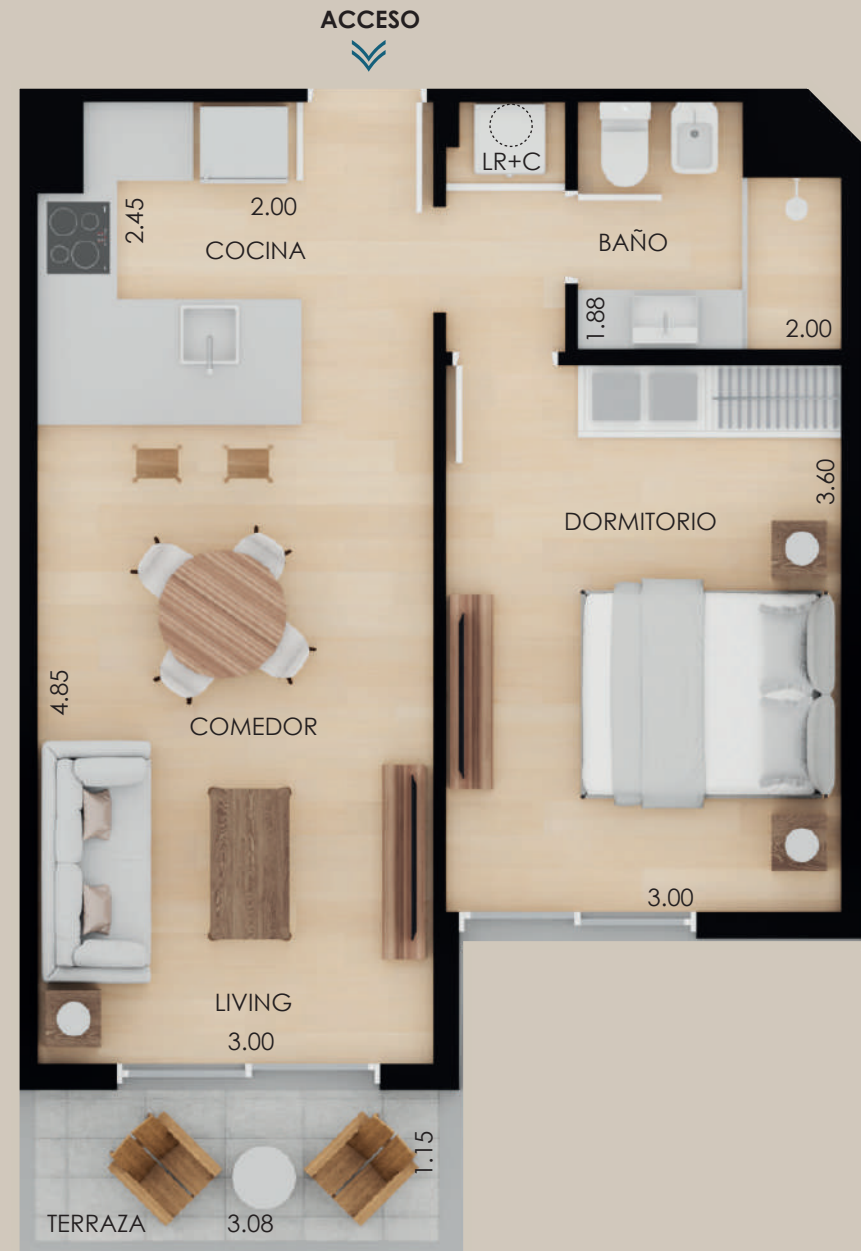 ACCESO
LR+C
2.45
2.00
COCINA
BAÑO
1.88
2.00
3.60
DORMITORIO
4.85
COMEDOR
3.00
LIVING
3.00
1.15
TERRAZA
3.08